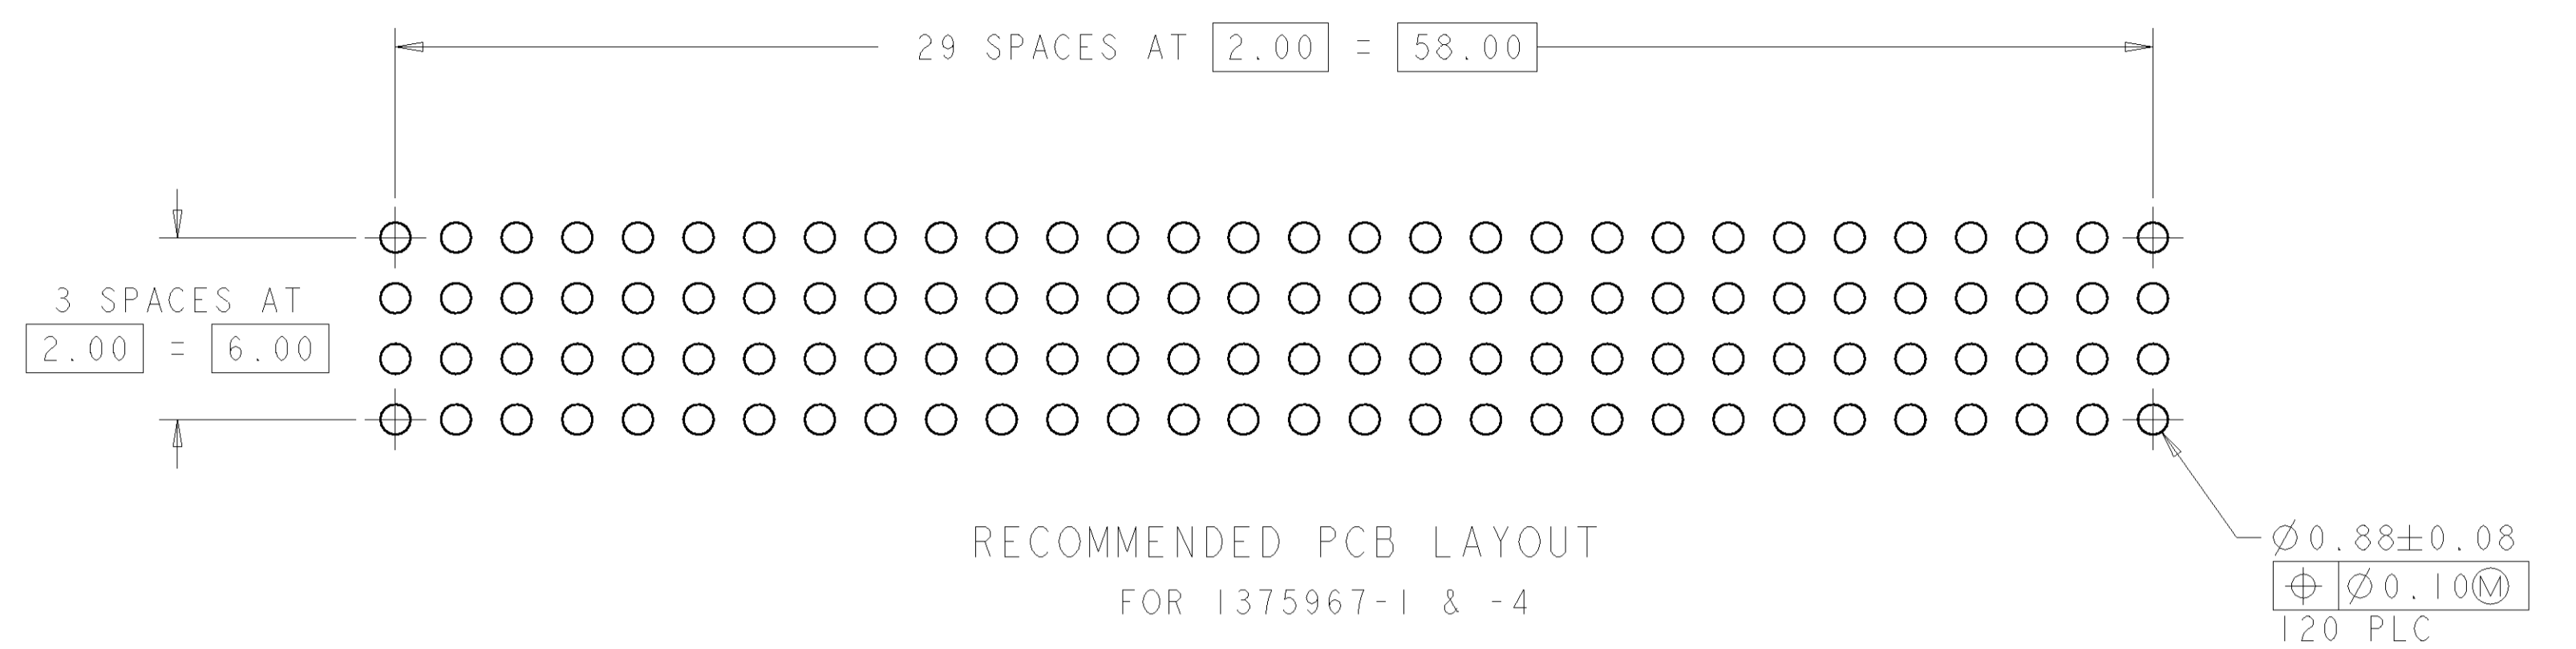 29 SPACES AT 2.00 = 58.00
3 SPACES AT
2.00 = 6.00
RECOMMENDED PCB LAYOUT
FOR 1375967-1 & -4
Ø0.88±0.08
⌖ Ø0.10Ⓜ
120 PLC